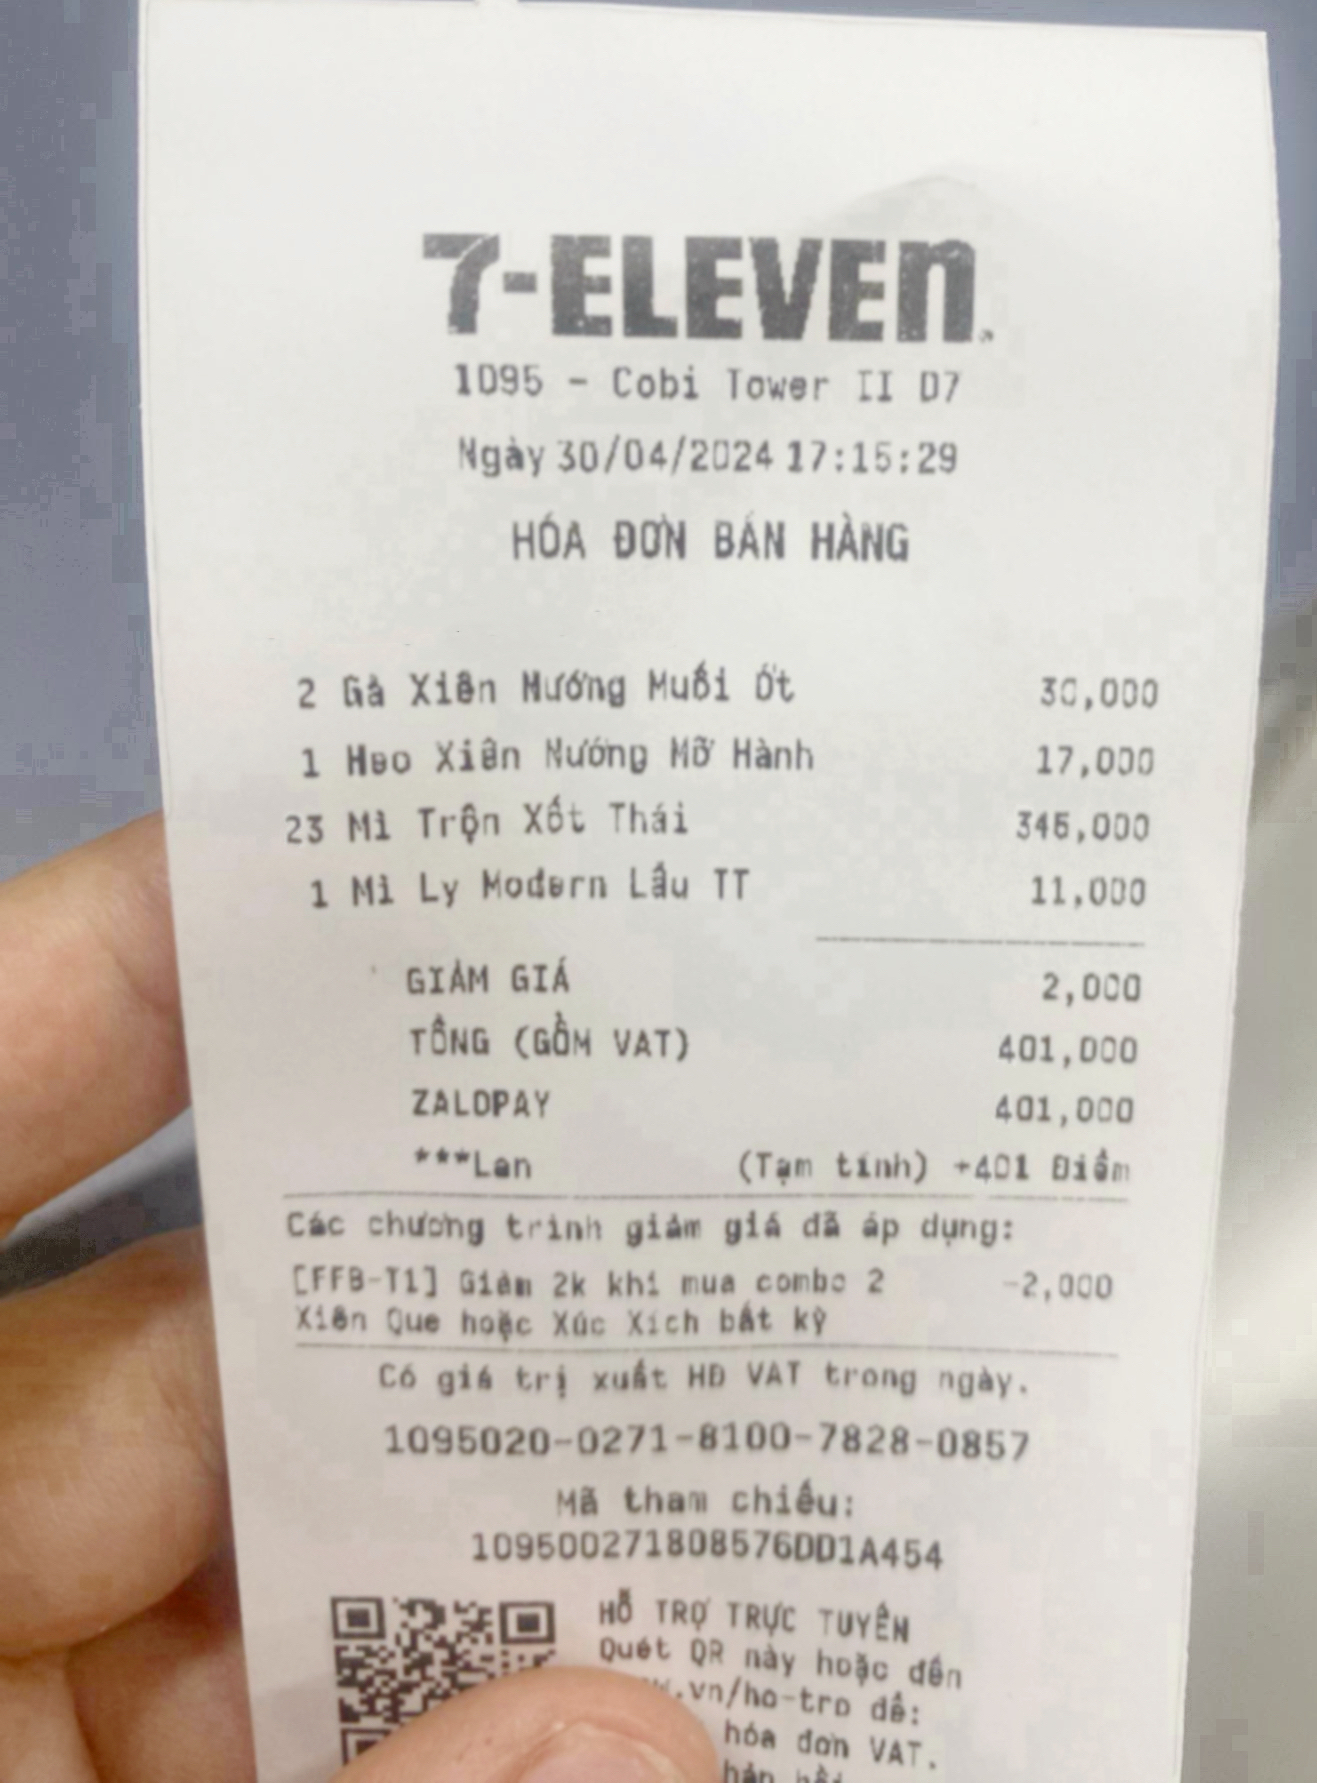 7-ELEVEN
1095 - Cobi Tower II D7
Ngày 30/04/2024 17:15:29
HÓA ĐƠN BÁN HÀNG
2 Gà Xiên Nướng Muối Ớt 30,000
1 Heo Xiên Nướng Mỡ Hành 17,000
23 Mì Trộn Xốt Thái 345,000
1 Mì Ly Modern Lẩu TT 11,000
GIẢM GIÁ 2,000
TỔNG (GỒM VAT) 401,000
ZALOPAY 401,000
***Lan (Tạm tính) +401 Điểm
Các chương trình giảm giá đã áp dụng:
[FFB-T1] Giảm 2k khi mua combo 2 -2,000
Xiên Que hoặc Xúc Xích bất kỳ
Có giá trị xuất HĐ VAT trong ngày.
1095020-0271-8100-7828-0857
Mã tham chiếu:
109500271808576DD1A454
HỖ TRỢ TRỰC TUYẾN
Quét QR này hoặc đến
.vn/ho-tro để:
hóa đơn VAT.